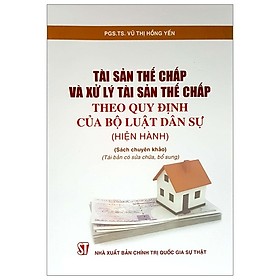 PGS.TS. VŨ THỊ HỒNG YẾN
TÀI SẢN THẾ CHẤP
VÀ XỬ LÝ TÀI SẢN THẾ CHẤP
THEO QUY ĐỊNH
CỦA BỘ LUẬT DÂN SỰ
(HIỆN HÀNH)
(Sách chuyên khảo)
(Tái bản có sửa chữa, bổ sung)
ST
NHÀ XUẤT BẢN CHÍNH TRỊ QUỐC GIA SỰ THẬT